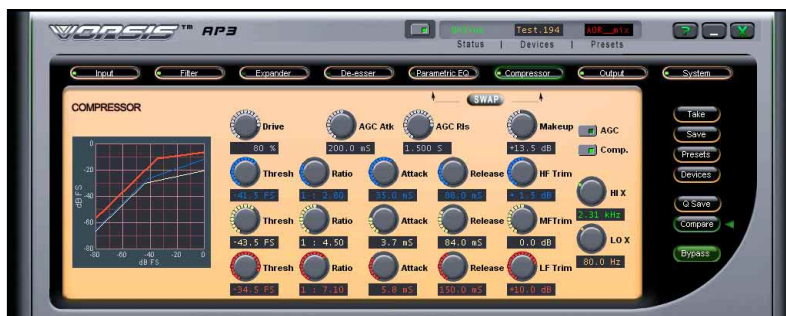 VORSIS™ AP3
Online
Test.194
AOR__mix
Status | Devices | Presets
? _ X
Input Filter Expander De-esser Parametric EQ Compressor Output System
SWAP
COMPRESSOR
Drive AGC Atk AGC Rls Makeup AGC
80 % 200.0 mS 1.500 S +13.5 dB Comp.
Thresh Ratio Attack Release HF Trim
-41.5 FS 1 : 2.80 35.0 mS 88.0 mS + 1.5 dB
HI X
2.31 kHz
Thresh Ratio Attack Release MFTrim
-43.5 FS 1 : 4.50 3.7 mS 84.0 mS 0.0 dB
LO X
80.0 Hz
Thresh Ratio Attack Release LF Trim
-34.5 FS 1 : 7.10 5.8 mS 150.0 mS +10.0 dB
0
-20
-40
-60
-80
dB FS
-80 -60 -40 -20 0
dB FS
Take
Save
Presets
Devices
Q Save
Compare
Bypass